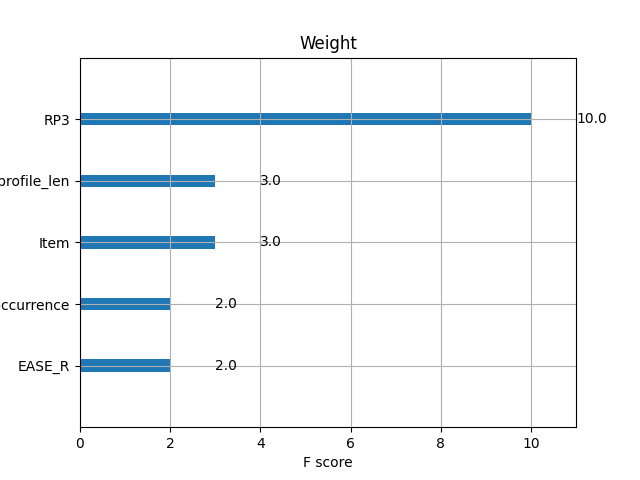 Weight
RP3
10.0
profile_len
3.0
Item
3.0
ccurrence
2.0
EASE_R
2.0
0 2 4 6 8 10
F score